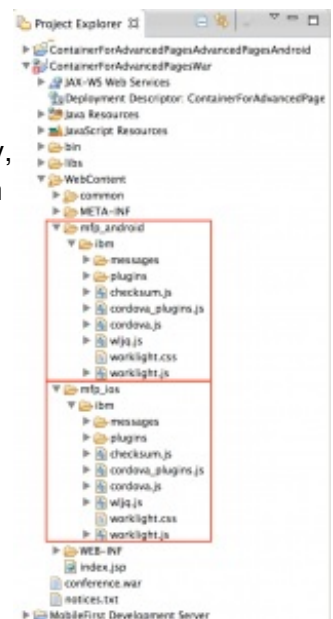 Project Explorer
ContainerForAdvancedPagesAdvancedPagesAndroid
ContainerForAdvancedPagesWar
JAX-WS Web Services
Deployment Descriptor: ContainerForAdvancedPage
Java Resources
JavaScript Resources
bin
libs
WebContent
common
META-INF
mfp_android
ibm
messages
plugins
checksum.js
cordova_plugins.js
cordova.js
wljq.js
worklight.css
worklight.js
mfp_ios
ibm
messages
plugins
checksum.js
cordova_plugins.js
cordova.js
wljq.js
worklight.css
worklight.js
WEB-INF
index.jsp
conference.war
notices.txt
MobileFirst Development Server